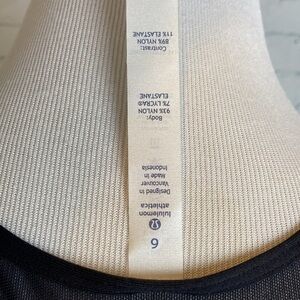 6
lululemon
athletica
Designed in
Vancouver
Made in
Indonesia
Body:
93% NYLON
7% LYCRA®
ELASTANE
Contrast:
89% NYLON
11% ELASTANE